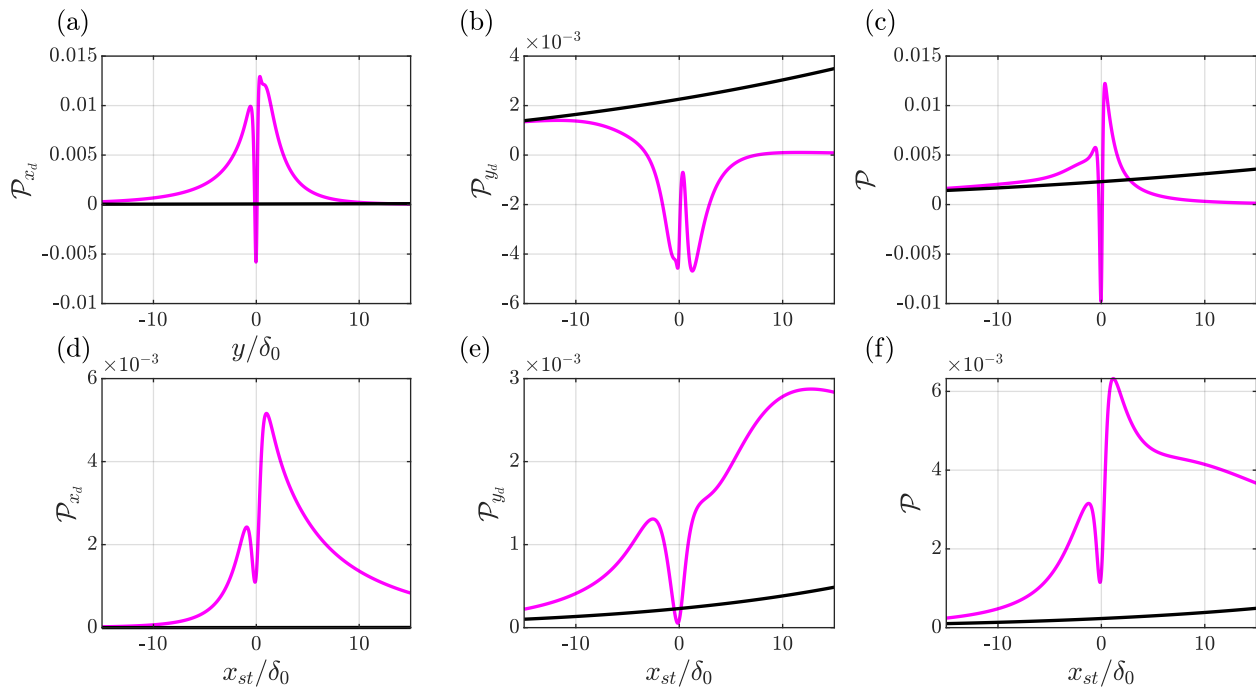 (a)
0.015
0.01
0.005
0
-0.005
-0.01
-10 0 10
y/δ₀
𝒫_{x_d}
(b)
×10⁻³
4
2
0
-2
-4
-6
-10 0 10
𝒫_{y_d}
(c)
0.015
0.01
0.005
0
-0.005
-0.01
-10 0 10
𝒫
(d)
×10⁻³
6
4
2
0
-10 0 10
x_{st}/δ₀
𝒫_{x_d}
(e)
×10⁻³
3
2
1
0
-10 0 10
x_{st}/δ₀
𝒫_{y_d}
(f)
×10⁻³
6
4
2
0
-10 0 10
x_{st}/δ₀
𝒫